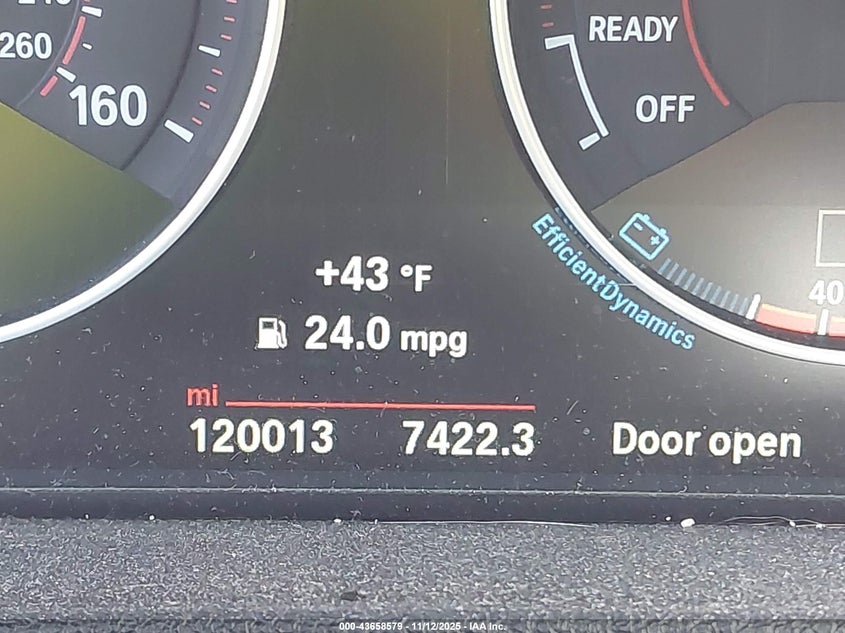 260
160
READY
OFF
+43 °F
24.0 mpg
EfficientDynamics
40
mi
120013 7422.3 Door open
000-43658579 - 11/12/2025 - IAA Inc.